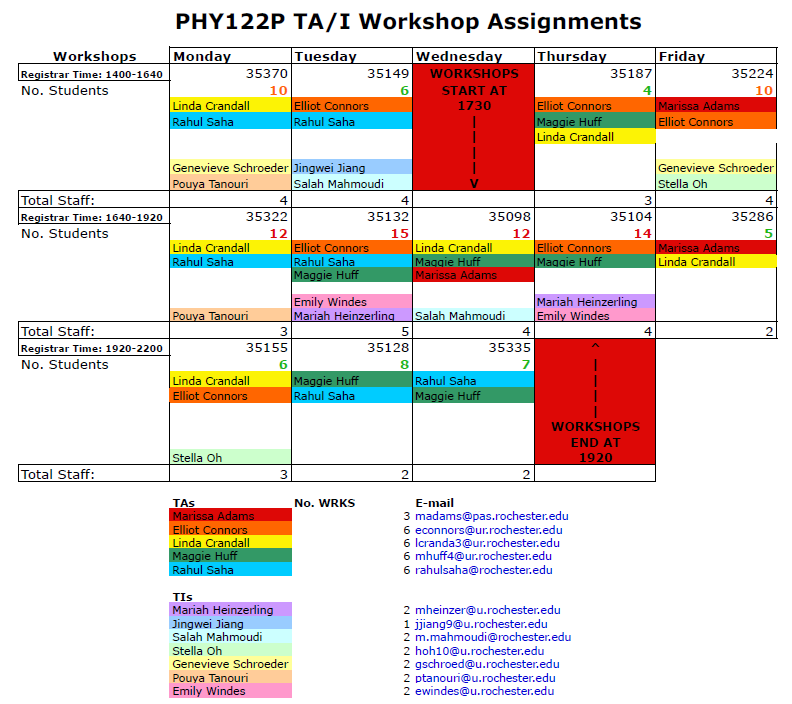 PHY122P TA/I Workshop Assignments
Workshops Monday Tuesday Wednesday Thursday Friday
Registrar Time: 1400-1640 35370 35149 WORKSHOPS 35187 35224
No. Students 10 6 START AT 4 10
Linda Crandall Elliot Connors 1730 Elliot Connors Marissa Adams
Rahul Saha Rahul Saha | Maggie Huff Elliot Connors
| Linda Crandall
|
Genevieve Schroeder Jingwei Jiang | Genevieve Schroeder
Pouya Tanouri Salah Mahmoudi V Stella Oh
Total Staff: 4 4 3 4
Registrar Time: 1640-1920 35322 35132 35098 35104 35286
No. Students 12 15 12 14 5
Linda Crandall Elliot Connors Linda Crandall Elliot Connors Marissa Adams
Rahul Saha Rahul Saha Maggie Huff Maggie Huff Linda Crandall
Maggie Huff Marissa Adams
Emily Windes Mariah Heinzerling
Pouya Tanouri Mariah Heinzerling Salah Mahmoudi Emily Windes
Total Staff: 3 5 4 4 2
Registrar Time: 1920-2200 35155 35128 35335 ^
No. Students 6 8 7 |
Linda Crandall Maggie Huff Rahul Saha |
Elliot Connors Rahul Saha Maggie Huff |
|
WORKSHOPS
END AT
Stella Oh 1920
Total Staff: 3 2 2
TAs No. WRKS E-mail
Marissa Adams 3 madams@pas.rochester.edu
Elliot Connors 6 econnors@ur.rochester.edu
Linda Crandall 6 lcranda3@ur.rochester.edu
Maggie Huff 6 mhuff4@ur.rochester.edu
Rahul Saha 6 rahulsaha@rochester.edu
TIs
Mariah Heinzerling 2 mheinzer@u.rochester.edu
Jingwei Jiang 1 jjiang9@u.rochester.edu
Salah Mahmoudi 2 m.mahmoudi@rochester.edu
Stella Oh 2 hoh10@u.rochester.edu
Genevieve Schroeder 2 gschroed@u.rochester.edu
Pouya Tanouri 2 ptanouri@u.rochester.edu
Emily Windes 2 ewindes@u.rochester.edu